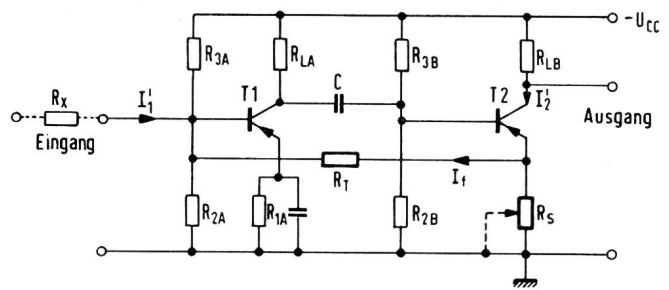 -U_CC
R_3A
R_LA
R_3B
R_LB
T1
C
T2
I'_2
R_X
I'_1
Eingang
Ausgang
R_T
I_f
R_2A
R_1A
R_2B
R_S